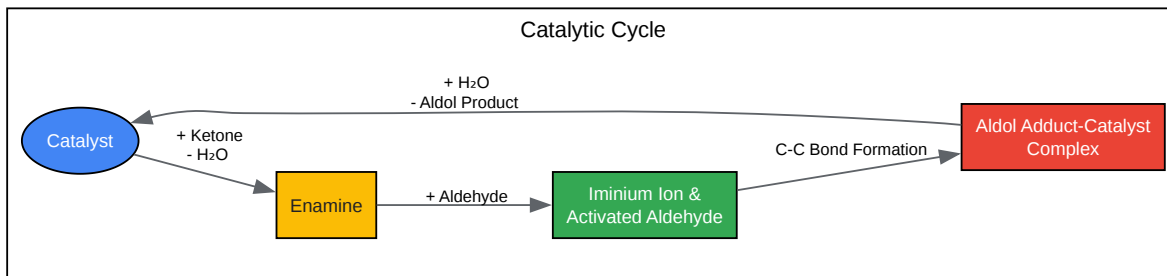 Catalytic Cycle
+ H₂O
- Aldol Product
Catalyst
+ Ketone
- H₂O
Enamine
+ Aldehyde
Iminium Ion &
Activated Aldehyde
C-C Bond Formation
Aldol Adduct-Catalyst
Complex